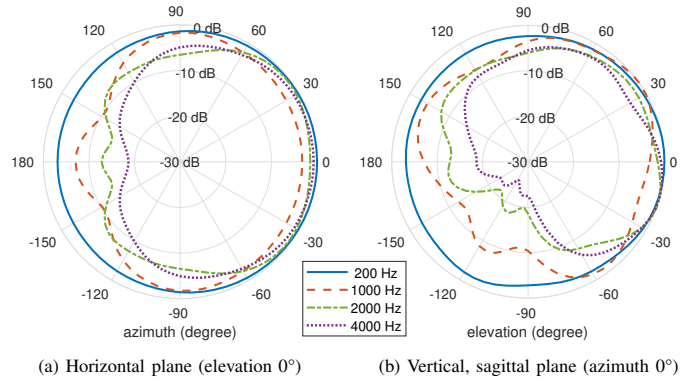 90
0 dB
120
60
-10 dB
150
30
-20 dB
180
-30 dB
0
-150
-30
-120
-60
-90
azimuth (degree)
90
0 dB
120
60
-10 dB
150
30
-20 dB
180
-30 dB
0
-150
-30
-120
-60
-90
elevation (degree)
200 Hz
1000 Hz
2000 Hz
4000 Hz
(a) Horizontal plane (elevation 0°)
(b) Vertical, sagittal plane (azimuth 0°)